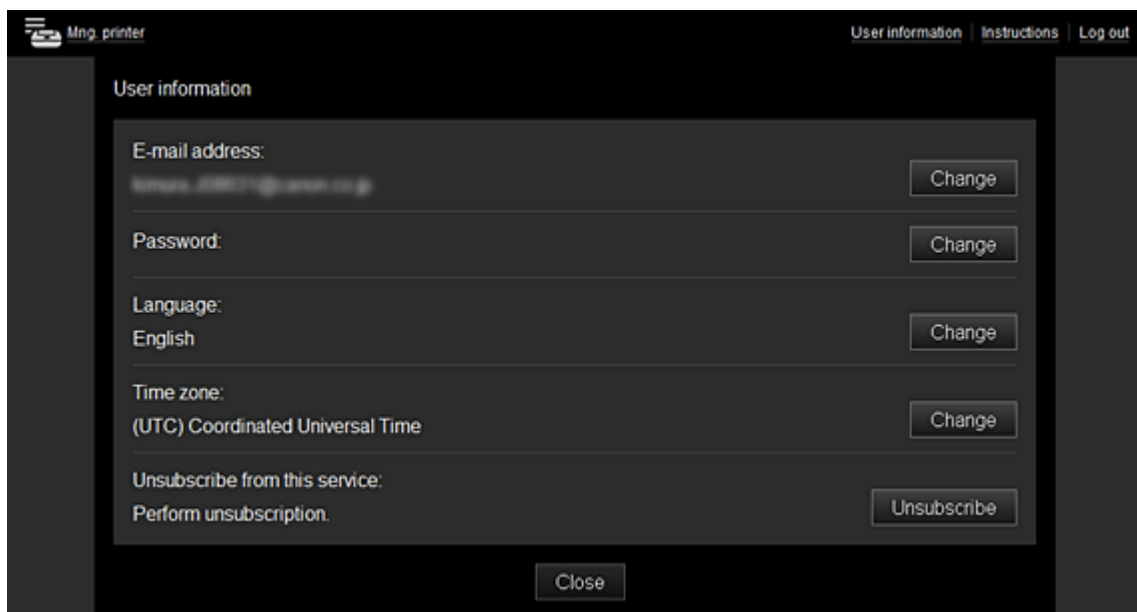 Mng. printer
User information
Instructions
Log out
User information
E-mail address:
Change
Password:
Change
Language:
English
Change
Time zone:
(UTC) Coordinated Universal Time
Change
Unsubscribe from this service:
Perform unsubscription.
Unsubscribe
Close